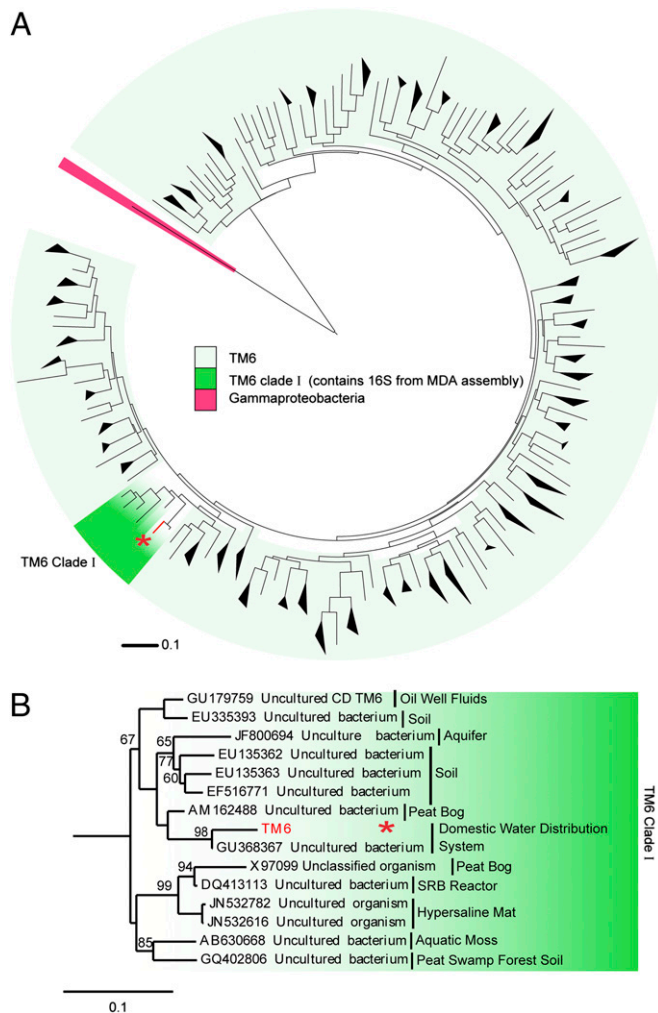 A
TM6
TM6 clade I (contains 16S from MDA assembly)
Gammaproteobacteria
*
TM6 Clade I
0.1
B
GU179759 Uncultured CD TM6 Oil Well Fluids
67
EU335393 Uncultured bacterium Soil
65 JF800694 Unculture bacterium Aquifer
77 EU135362 Uncultured bacterium
60 EU135363 Uncultured bacterium Soil
EF516771 Uncultured bacterium
AM162488 Uncultured bacterium Peat Bog
98 TM6 * Domestic Water Distribution
GU368367 Uncultured bacterium System
94 X97099 Unclassified organism Peat Bog
99 DQ413113 Uncultured bacterium SRB Reactor
JN532782 Uncultured organism
Hypersaline Mat
JN532616 Uncultured organism
85 AB630668 Uncultured bacterium Aquatic Moss
GQ402806 Uncultured bacterium Peat Swamp Forest Soil
TM6 Clade I
0.1